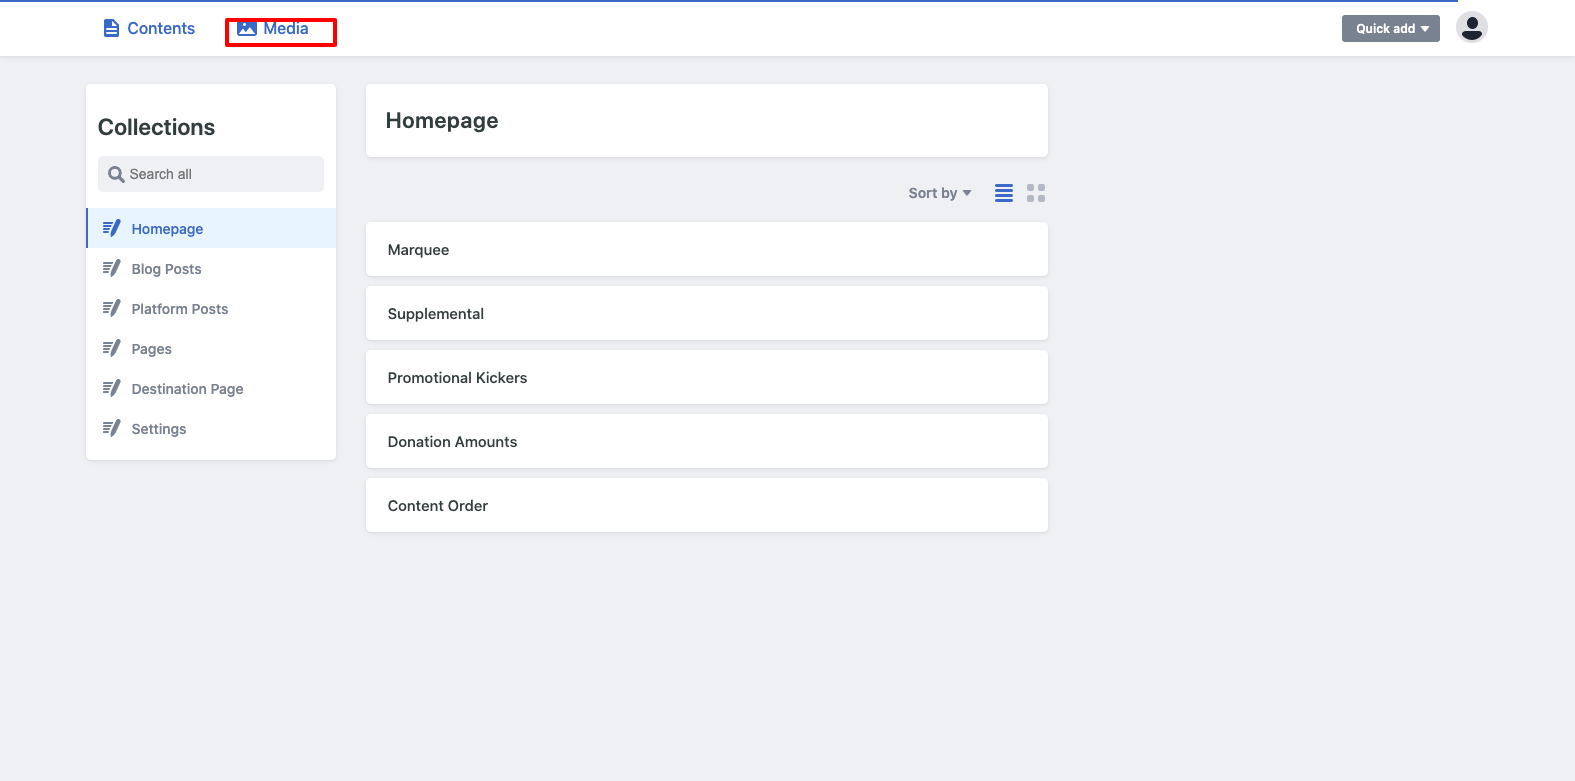 Contents
Media
Quick add
Collections
Search all
Homepage
Blog Posts
Platform Posts
Pages
Destination Page
Settings
Homepage
Sort by
Marquee
Supplemental
Promotional Kickers
Donation Amounts
Content Order